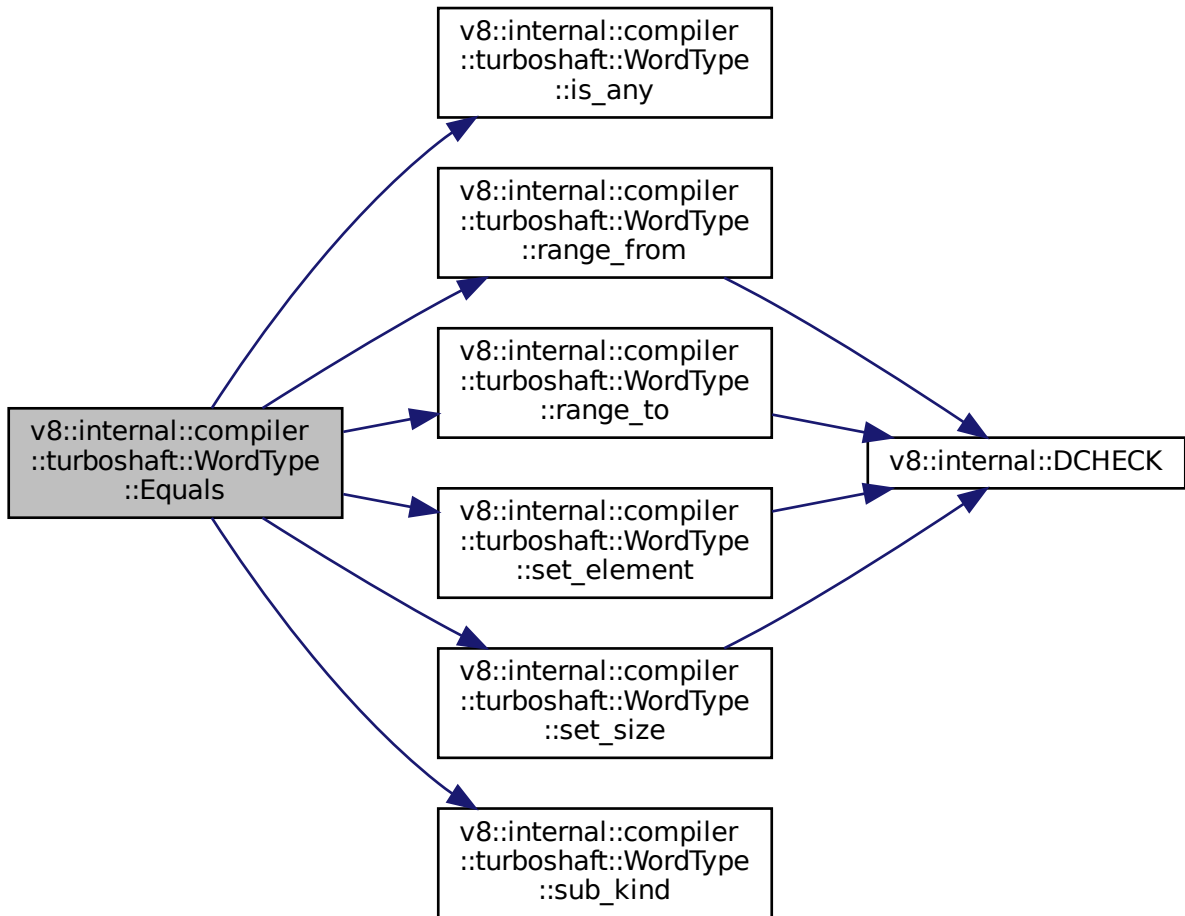 v8::internal::compiler
::turboshaft::WordType
::is_any
v8::internal::compiler
::turboshaft::WordType
::range_from
v8::internal::compiler
::turboshaft::WordType
::range_to
v8::internal::compiler
::turboshaft::WordType
::Equals
v8::internal::DCHECK
v8::internal::compiler
::turboshaft::WordType
::set_element
v8::internal::compiler
::turboshaft::WordType
::set_size
v8::internal::compiler
::turboshaft::WordType
::sub_kind